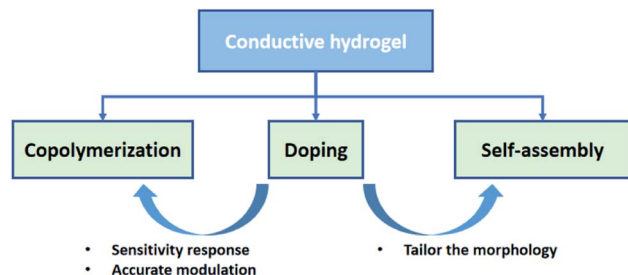 Conductive hydrogel
Copolymerization
Doping
Self-assembly
• Sensitivity response
• Accurate modulation
• Tailor the morphology